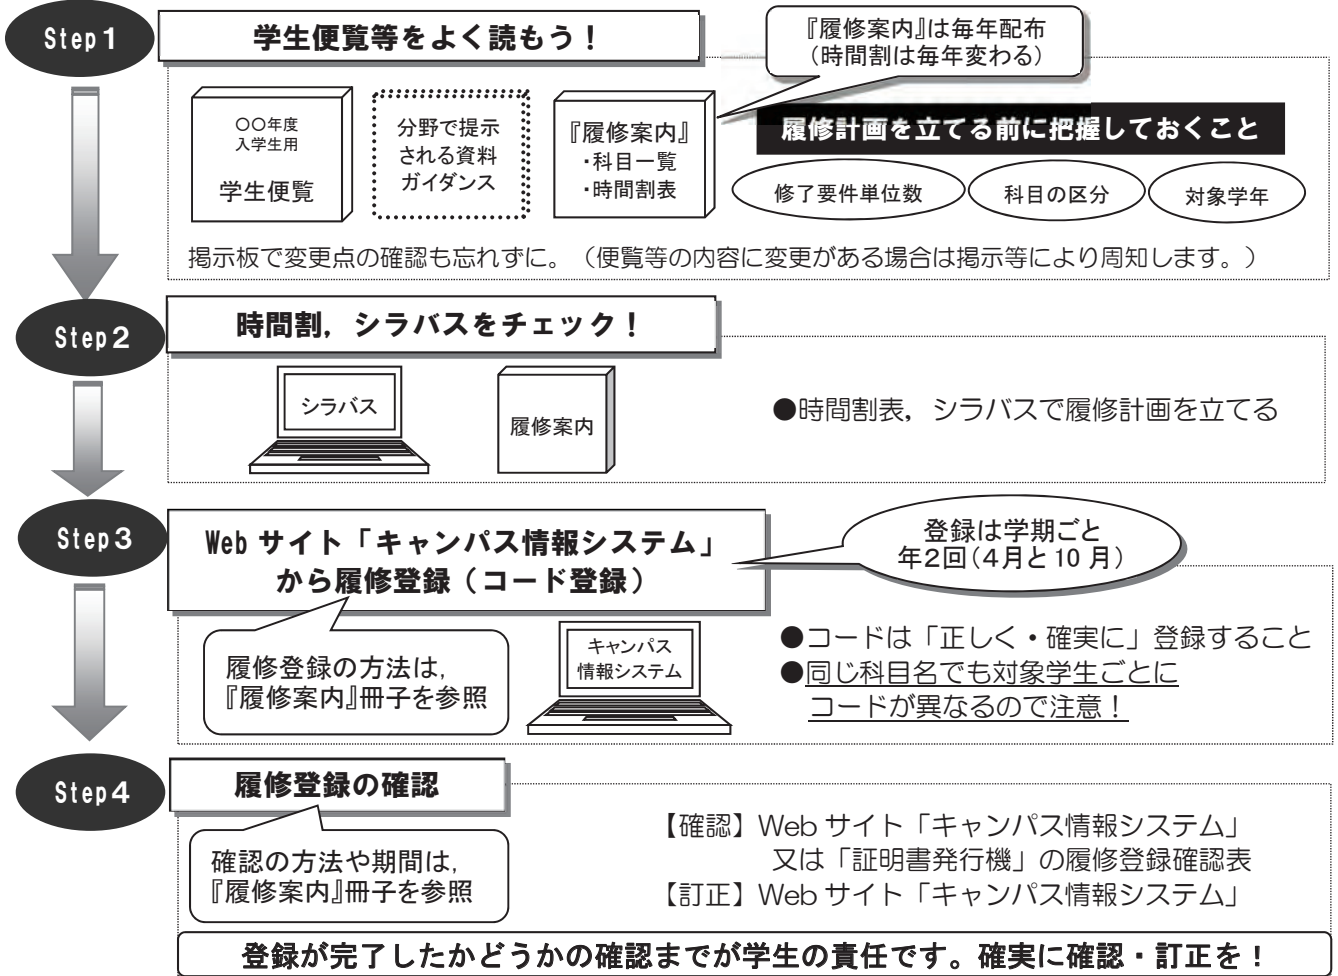 Step1
学生便覧等をよく読もう！
『履修案内』は毎年配布
（時間割は毎年変わる）
〇〇年度
入学生用
学生便覧
分野で提示
される資料
ガイダンス
『履修案内』
・科目一覧
・時間割表
履修計画を立てる前に把握しておくこと
修了要件単位数
科目の区分
対象学年
掲示板で変更点の確認も忘れずに。（便覧等の内容に変更がある場合は掲示等により周知します。）
Step2
時間割，シラバスをチェック！
シラバス
履修案内
●時間割表，シラバスで履修計画を立てる
Step3
Web サイト「キャンパス情報システム」
から履修登録（コード登録）
登録は学期ごと
年2回（4月と 10 月）
履修登録の方法は，
『履修案内』冊子を参照
キャンパス
情報システム
●コードは「正しく・確実に」登録すること
●同じ科目名でも対象学生ごとに
コードが異なるので注意！
Step4
履修登録の確認
確認の方法や期間は，
『履修案内』冊子を参照
【確認】Web サイト「キャンパス情報システム」
又は「証明書発行機」の履修登録確認表
【訂正】Web サイト「キャンパス情報システム」
登録が完了したかどうかの確認までが学生の責任です。確実に確認・訂正を！